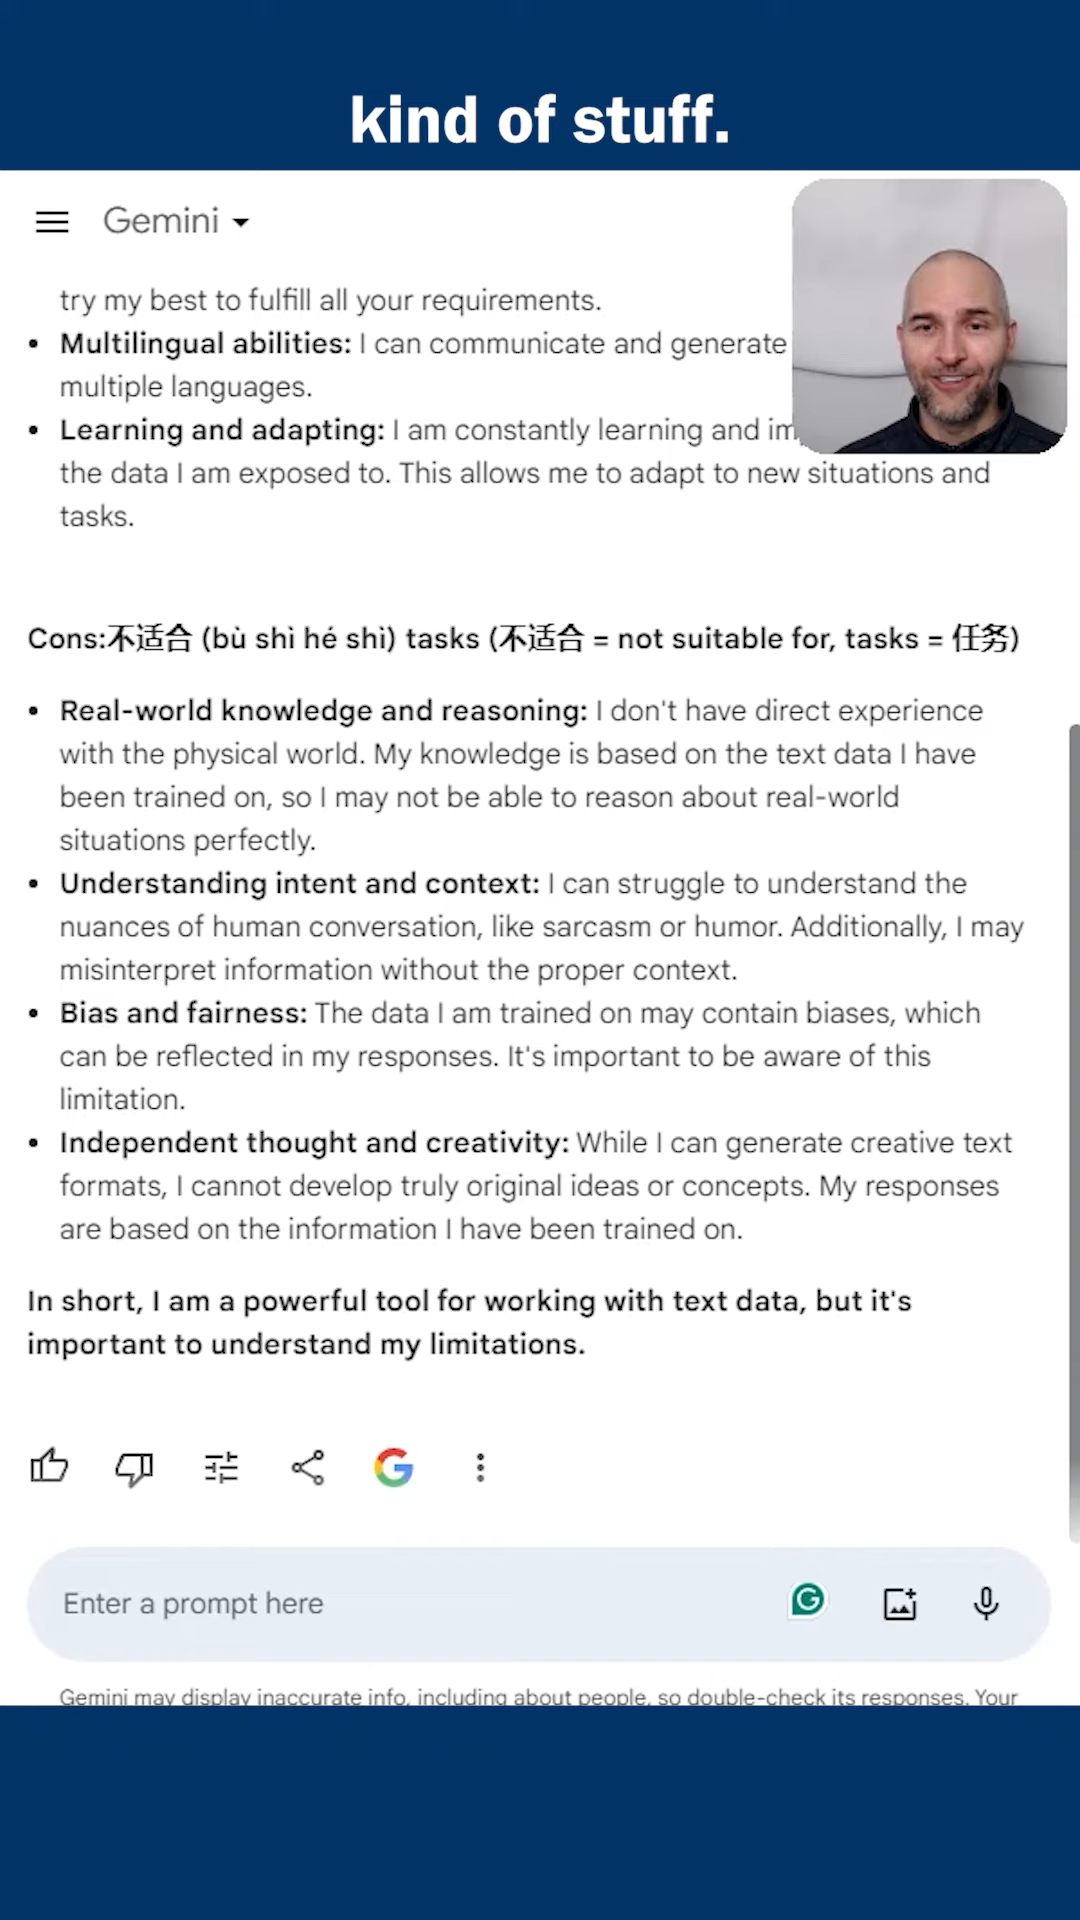 kind of stuff.
Gemini
try my best to fulfill all your requirements.
• Multilingual abilities: I can communicate and generate
multiple languages.
• Learning and adapting: I am constantly learning and im
the data I am exposed to. This allows me to adapt to new situations and
tasks.
Cons:不适合 (bù shì hé shì) tasks (不适合 = not suitable for, tasks = 任务)
• Real-world knowledge and reasoning: I don't have direct experience
with the physical world. My knowledge is based on the text data I have
been trained on, so I may not be able to reason about real-world
situations perfectly.
• Understanding intent and context: I can struggle to understand the
nuances of human conversation, like sarcasm or humor. Additionally, I may
misinterpret information without the proper context.
• Bias and fairness: The data I am trained on may contain biases, which
can be reflected in my responses. It's important to be aware of this
limitation.
• Independent thought and creativity: While I can generate creative text
formats, I cannot develop truly original ideas or concepts. My responses
are based on the information I have been trained on.
In short, I am a powerful tool for working with text data, but it's
important to understand my limitations.
Enter a prompt here
Gemini may display inaccurate info, including about people, so double-check its responses. Your